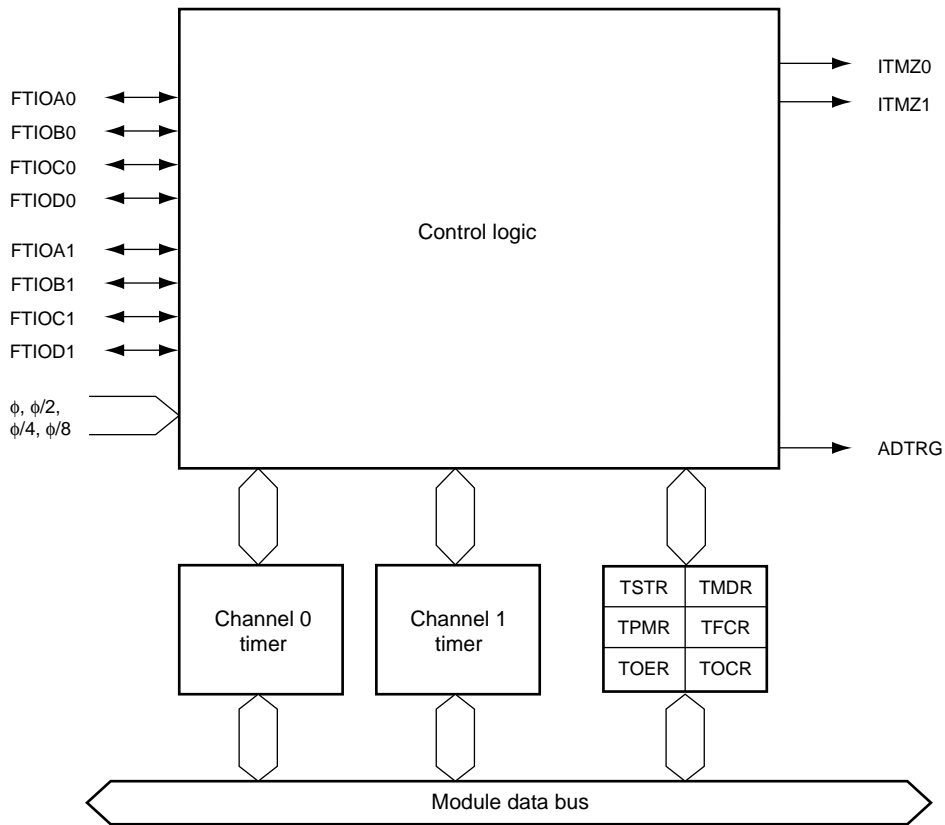 ITMZ0
ITMZ1
FTIOA0
FTIOB0
FTIOC0
FTIOD0
FTIOA1
FTIOB1
FTIOC1
FTIOD1
Control logic
ϕ, ϕ/2,
ϕ/4, ϕ/8
ADTRG
Channel 0
timer
Channel 1
timer
TSTR TMDR
TPMR TFCR
TOER TOCR
Module data bus